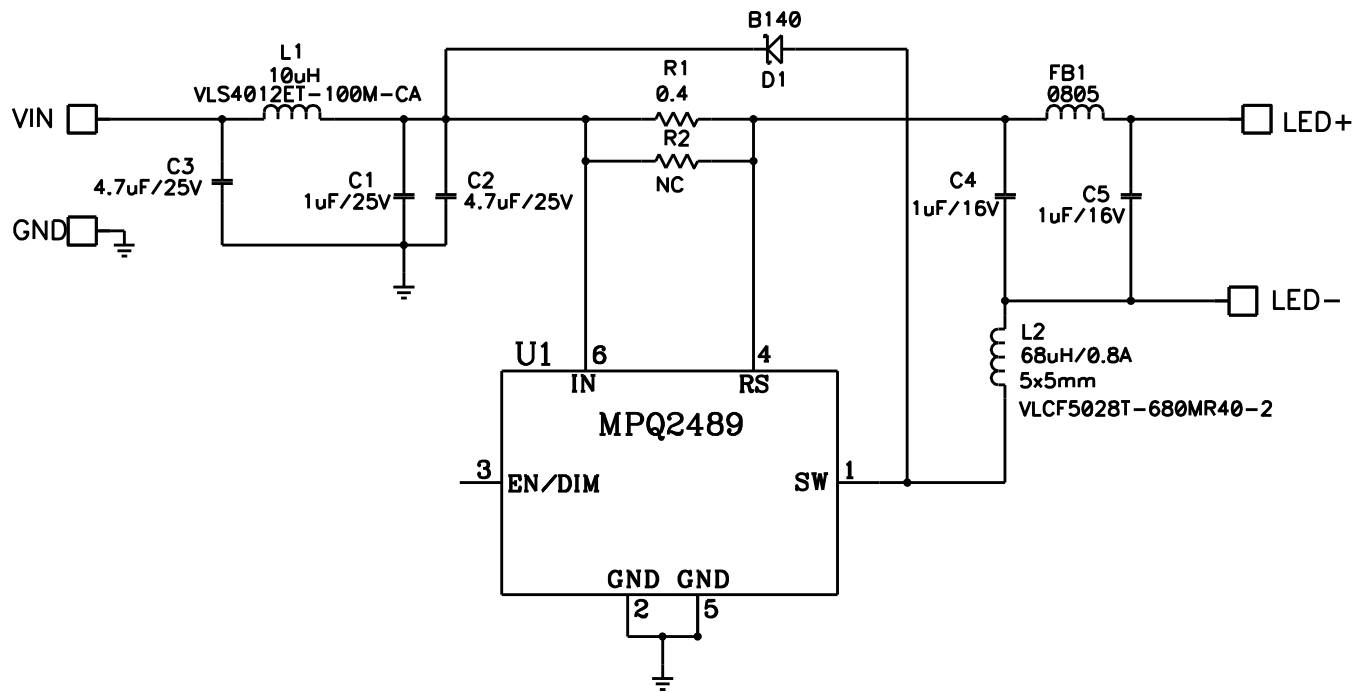 B140
D1
L1
10uH
VLS4012ET-100M-CA
R1
0.4
R2
NC
FB1
0805
VIN
LED+
C3
4.7uF/25V
C1
1uF/25V
C2
4.7uF/25V
C4
1uF/16V
C5
1uF/16V
GND
LED-
L2
68uH/0.8A
5x5mm
VLCF5028T-680MR40-2
U1
6
4
IN
RS
MPQ2489
3
EN/DIM
SW
1
GND GND
2
5